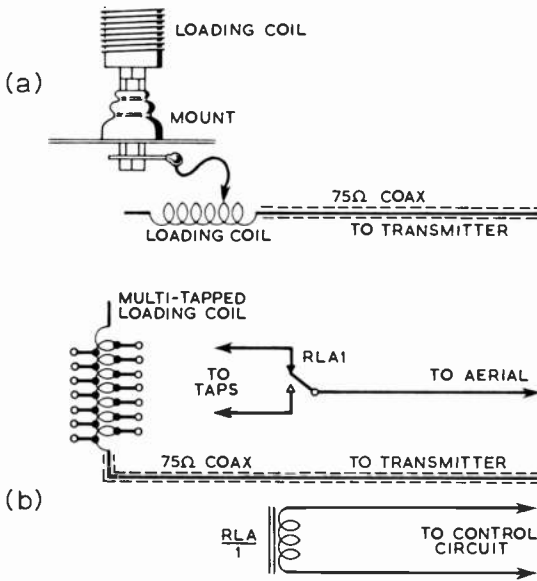 LOADING COIL
(a)
MOUNT
75Ω COAX
LOADING COIL
TO TRANSMITTER
MULTI-TAPPED
LOADING COIL
RLA1
TO
TAPS
TO AERIAL
75Ω COAX
TO TRANSMITTER
(b)
RLA
1
TO CONTROL
CIRCUIT